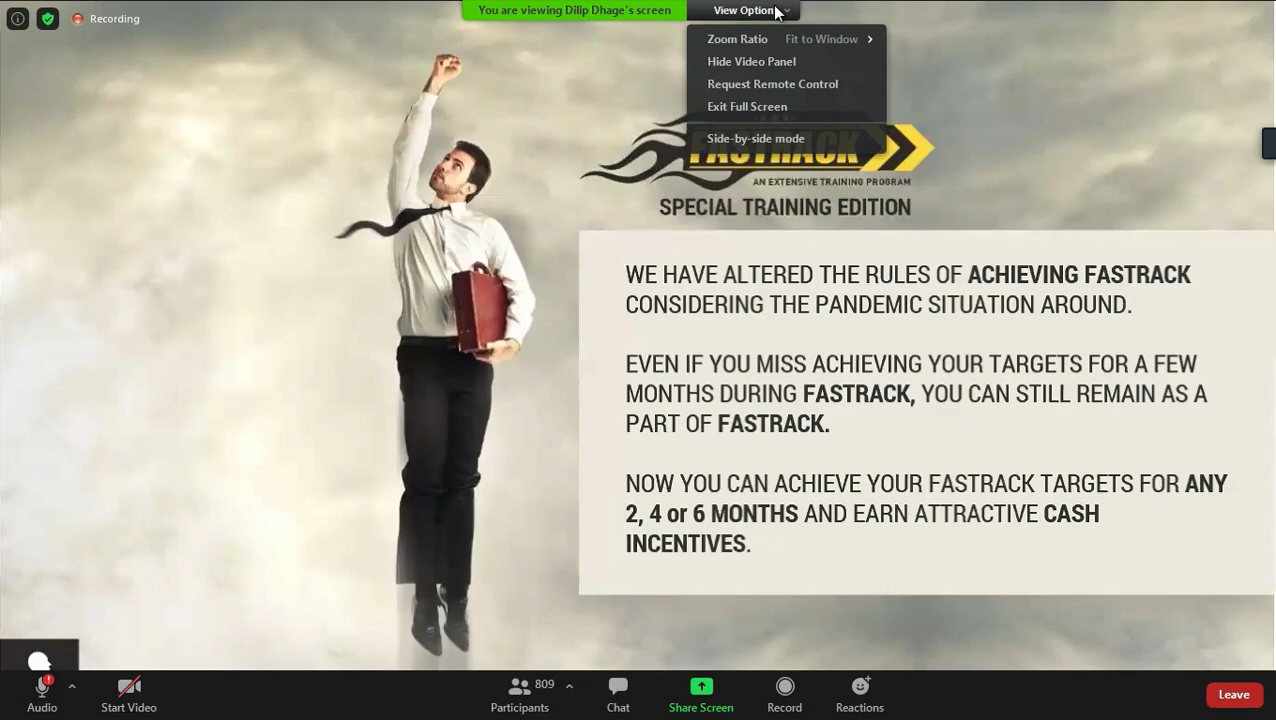 Recording
You are viewing Dilip Dhage's screen
View Option
Zoom Ratio Fit to Window
Hide Video Panel
Request Remote Control
Exit Full Screen
Side-by-side mode
FASTRACK
AN EXTENSIVE TRAINING PROGRAM
SPECIAL TRAINING EDITION
WE HAVE ALTERED THE RULES OF ACHIEVING FASTRACK
CONSIDERING THE PANDEMIC SITUATION AROUND.
EVEN IF YOU MISS ACHIEVING YOUR TARGETS FOR A FEW
MONTHS DURING FASTRACK, YOU CAN STILL REMAIN AS A
PART OF FASTRACK.
NOW YOU CAN ACHIEVE YOUR FASTRACK TARGETS FOR ANY
2, 4 or 6 MONTHS AND EARN ATTRACTIVE CASH
INCENTIVES.
Audio
Start Video
Participants 809
Chat
Share Screen
Record
Reactions
Leave